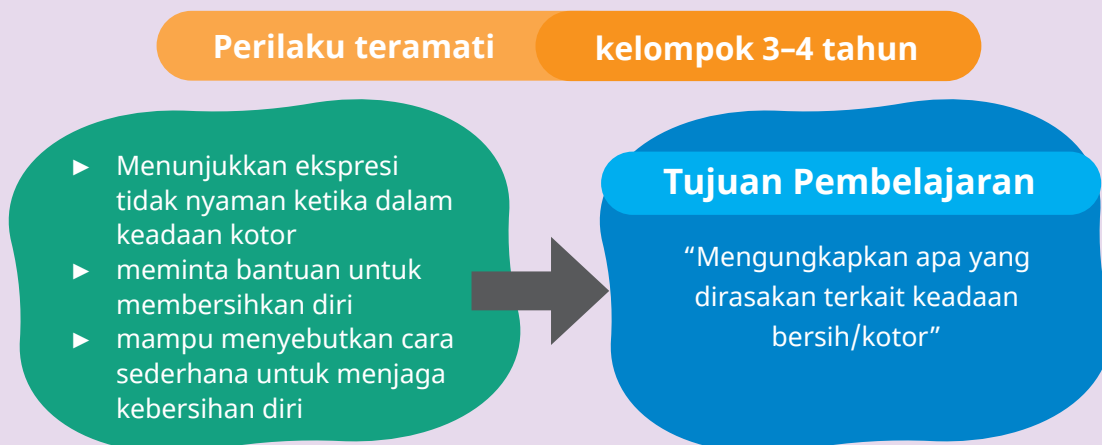 Perilaku teramati
kelompok 3–4 tahun
► Menunjukkan ekspresi
tidak nyaman ketika dalam
keadaan kotor
► meminta bantuan untuk
membersihkan diri
► mampu menyebutkan cara
sederhana untuk menjaga
kebersihan diri
Tujuan Pembelajaran
“Mengungkapkan apa yang
dirasakan terkait keadaan
bersih/kotor”